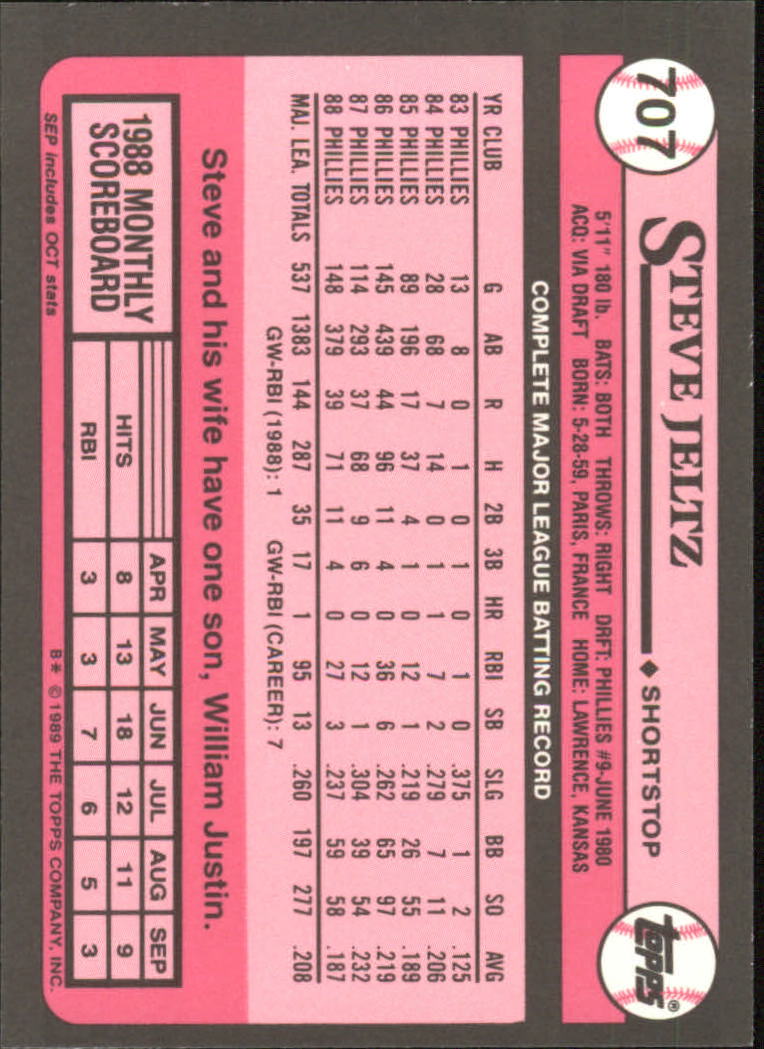 707
STEVE JELTZ
◆ SHORTSTOP
topps®
5'11" 180 lb. BATS: BOTH THROWS: RIGHT DRFT: PHILLIES #9-JUNE 1980
ACQ: VIA DRAFT BORN: 5-28-59, PARIS, FRANCE HOME: LAWRENCE, KANSAS
COMPLETE MAJOR LEAGUE BATTING RECORD
YR CLUB G AB R H 2B 3B HR RBI SB SLG BB SO AVG
83 PHILLIES 13 8 0 1 0 1 0 1 0 .375 1 2 .125
84 PHILLIES 28 68 7 14 0 1 1 7 2 .279 7 11 .206
85 PHILLIES 89 196 17 37 4 1 0 12 1 .219 26 55 .189
86 PHILLIES 145 439 44 96 11 4 0 36 6 .262 65 97 .219
87 PHILLIES 114 293 37 68 9 6 0 12 1 .304 39 54 .232
88 PHILLIES 148 379 39 71 11 4 0 27 3 .237 59 58 .187
MAJ. LEA. TOTALS 537 1383 144 287 35 17 1 95 13 .260 197 277 .208
GW-RBI (1988): 1 GW-RBI (CAREER): 7
Steve and his wife have one son, William Justin.
1988 MONTHLY
SCOREBOARD
APR MAY JUN JUL AUG SEP
HITS 8 13 18 12 11 9
RBI 3 3 7 6 5 3
SEP includes OCT stats
B* © 1989 THE TOPPS COMPANY, INC.